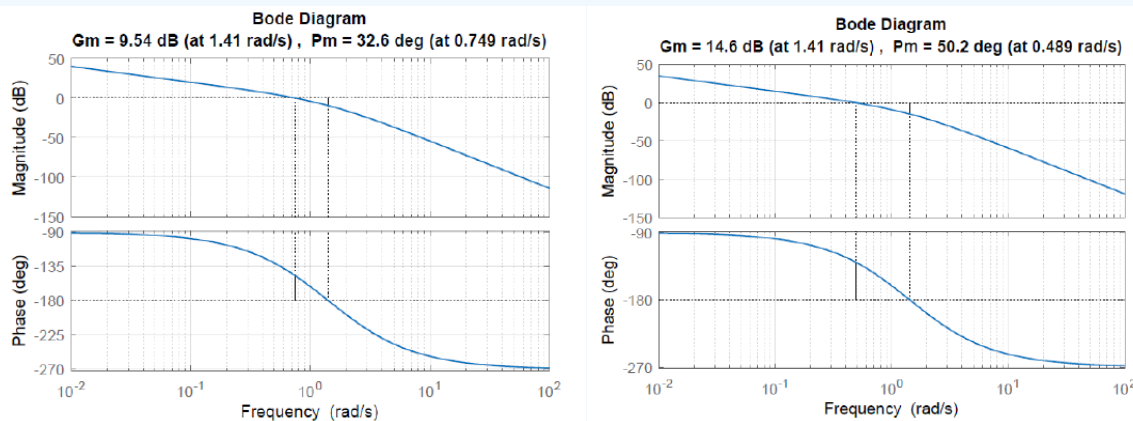 Bode Diagram
Gm = 9.54 dB (at 1.41 rad/s) ,  Pm = 32.6 deg (at 0.749 rad/s)
50
0
-50
-100
-150
Magnitude (dB)
-90
-135
-180
-225
-270
Phase (deg)
10⁻²
10⁻¹
10⁰
10¹
10²
Frequency  (rad/s)
Bode Diagram
Gm = 14.6 dB (at 1.41 rad/s) ,  Pm = 50.2 deg (at 0.489 rad/s)
50
0
-50
-100
-150
Magnitude (dB)
-90
-180
-270
Phase (deg)
10⁻²
10⁻¹
10⁰
10¹
10²
Frequency  (rad/s)